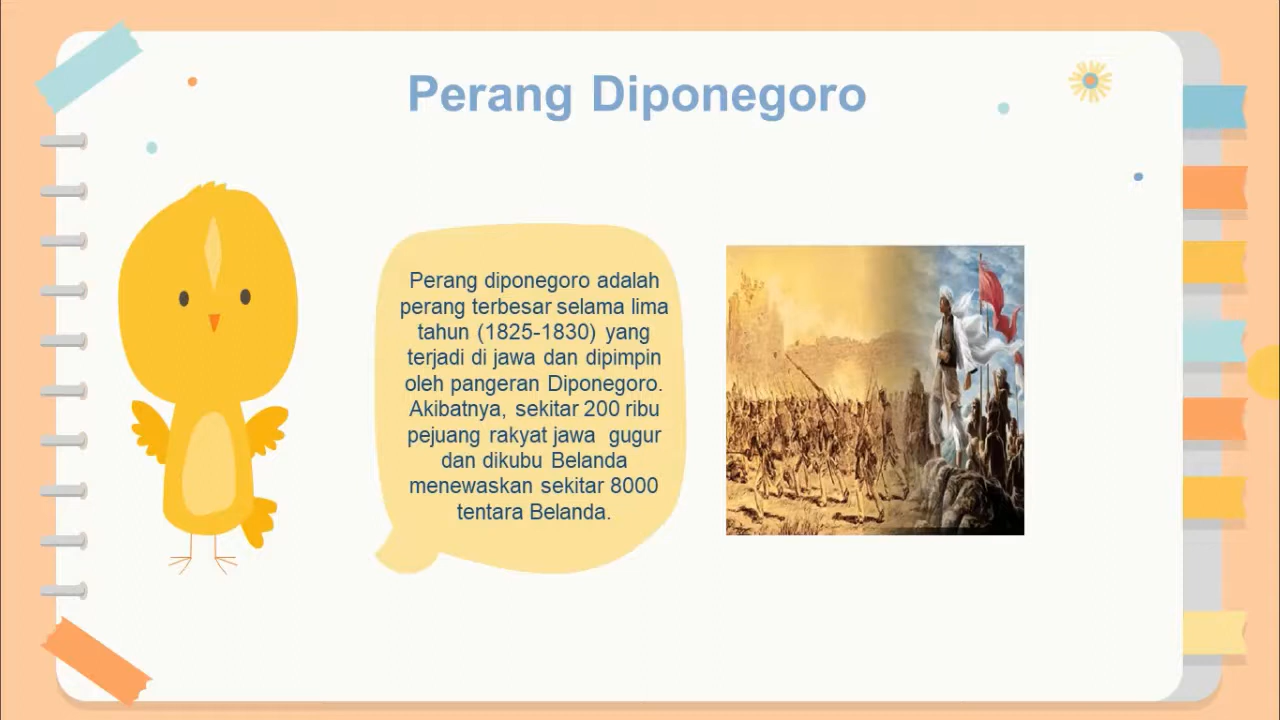 Perang Diponegoro
Perang diponegoro adalah
perang terbesar selama lima
tahun (1825-1830) yang
terjadi di jawa dan dipimpin
oleh pangeran Diponegoro.
Akibatnya, sekitar 200 ribu
pejuang rakyat jawa gugur
dan dikubu Belanda
menewaskan sekitar 8000
tentara Belanda.